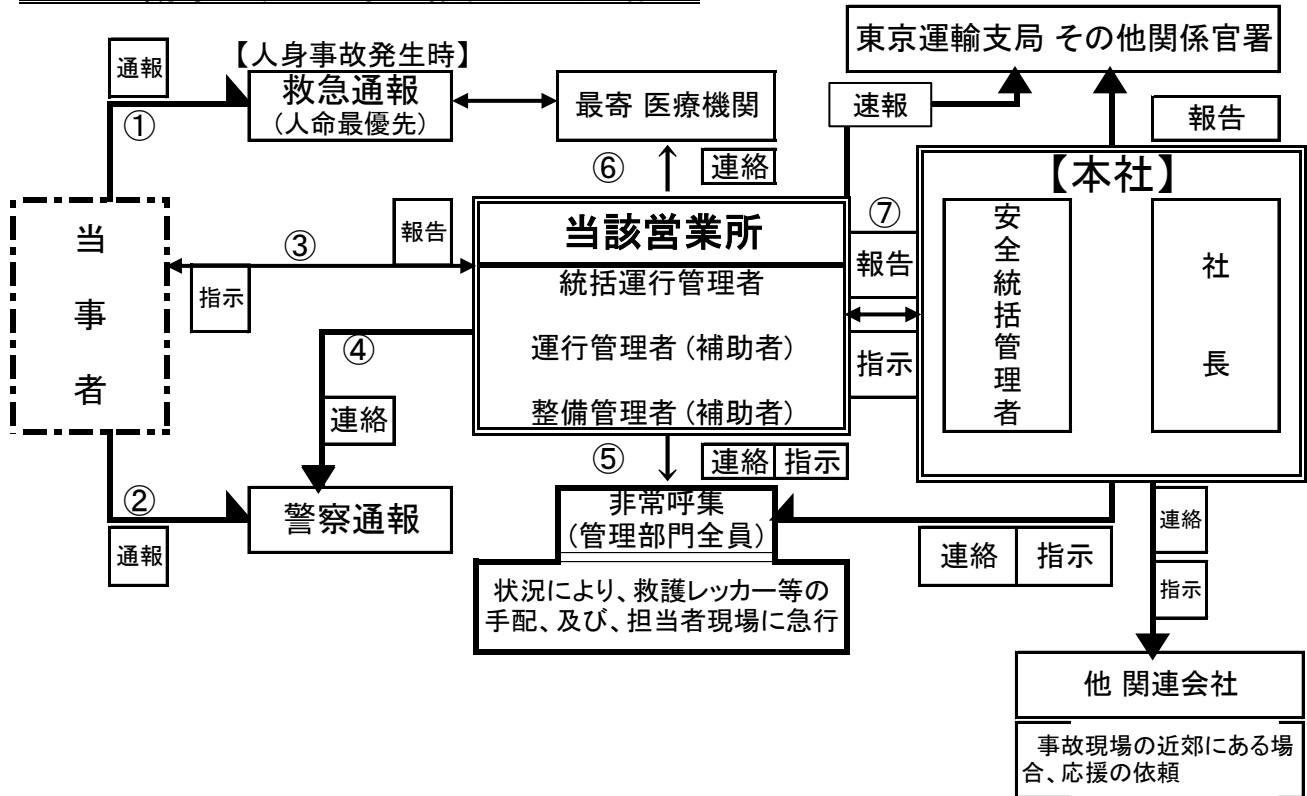 東京運輸支局 その他関係官署
通報
【人身事故発生時】
救急通報
(人命最優先)
最寄 医療機関
速報
報告
①
⑥
連絡
【本社】
安全統括管理者
社長
当事者
③
報告
指示
当該営業所
統括運行管理者
運行管理者 (補助者)
整備管理者 (補助者)
⑦
報告
指示
④
連絡
②
通報
警察通報
⑤
連絡 指示
非常呼集
(管理部門全員)
状況により、救護レッカー等の
手配、及び、担当者現場に急行
連絡 指示
連絡
指示
他 関連会社
事故現場の近郊にある場
合、応援の依頼